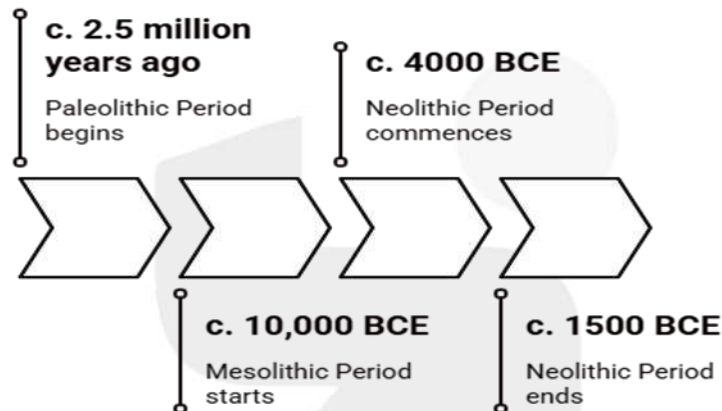 c. 2.5 million
years ago
Paleolithic Period
begins
c. 4000 BCE
Neolithic Period
commences
c. 10,000 BCE
Mesolithic Period
starts
c. 1500 BCE
Neolithic Period
ends